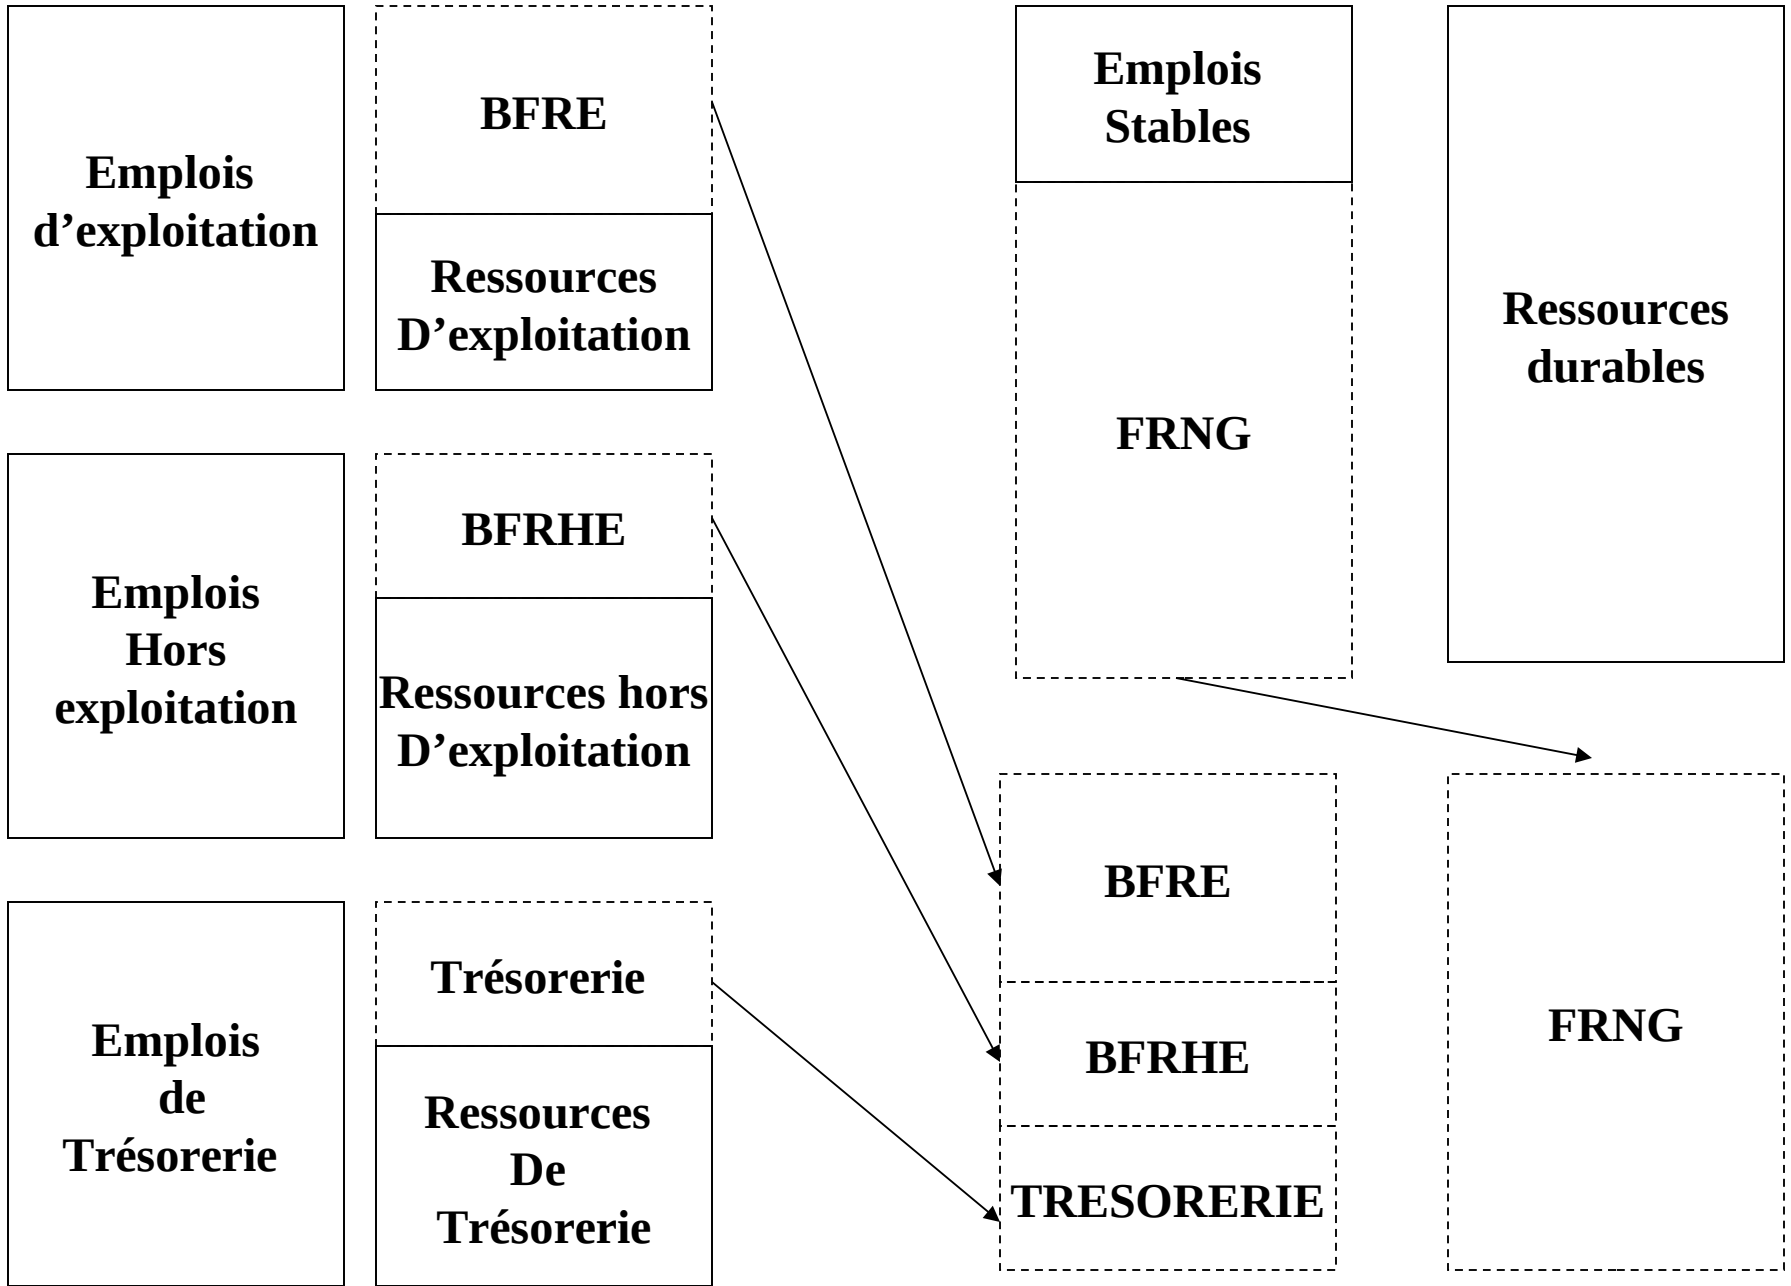 Emplois
d’exploitation
BFRE
Ressources
D’exploitation
Emplois
Hors
exploitation
BFRHE
Ressources hors
D’exploitation
Emplois
de
Trésorerie
Trésorerie
Ressources
De
Trésorerie
Emplois
Stables
FRNG
Ressources
durables
BFRE
BFRHE
TRESORERIE
FRNG